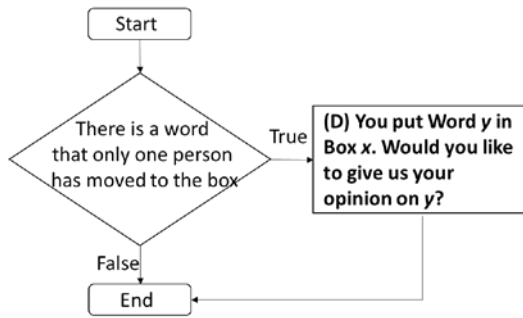 Start
There is a word
that only one person
has moved to the box
True
(D) You put Word y in
Box x. Would you like
to give us your
opinion on y?
False
End